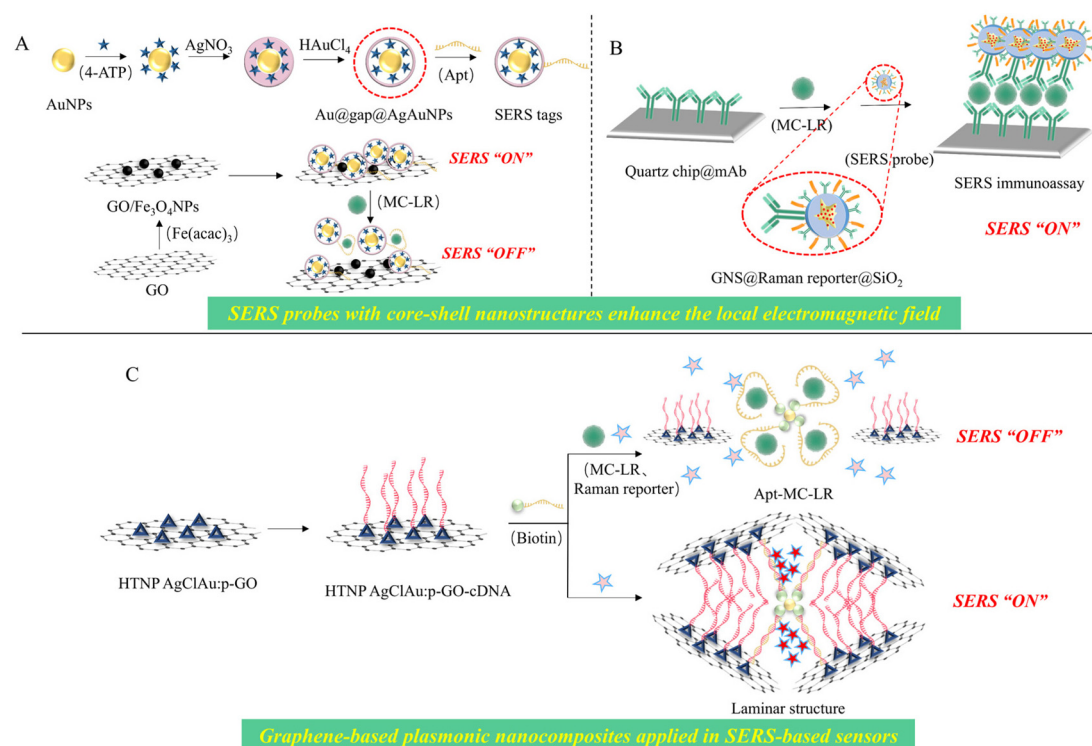 A
AuNPs
(4-ATP)
AgNO3
HAuCl4
Au@gap@AgAuNPs
(Apt)
SERS tags
GO/Fe3O4NPs
(Fe(acac)3)
GO
SERS “ON”
(MC-LR)
SERS “OFF”
B
Quartz chip@mAb
(MC-LR)
(SERS probe)
SERS immunoassay
SERS “ON”
GNS@Raman reporter@SiO2
SERS probes with core-shell nanostructures enhance the local electromagnetic field
C
HTNP AgClAu:p-GO
HTNP AgClAu:p-GO-cDNA
(Biotin)
(MC-LR、
Raman reporter)
Apt-MC-LR
SERS “OFF”
SERS “ON”
Laminar structure
Graphene-based plasmonic nanocomposites applied in SERS-based sensors